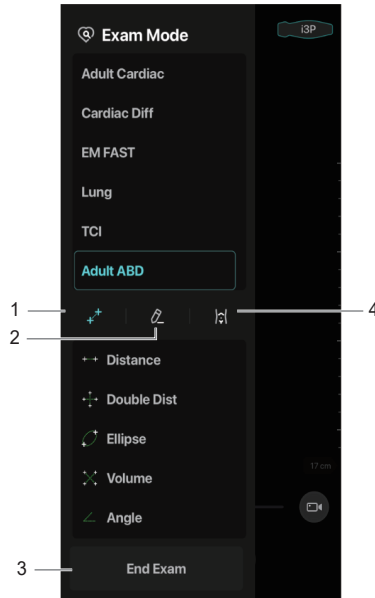 Exam Mode
i3P
Adult Cardiac
Cardiac Diff
EM FAST
Lung
TCI
Adult ABD
1
4
2
Distance
Double Dist
Ellipse
17 cm
Volume
Angle
3
End Exam